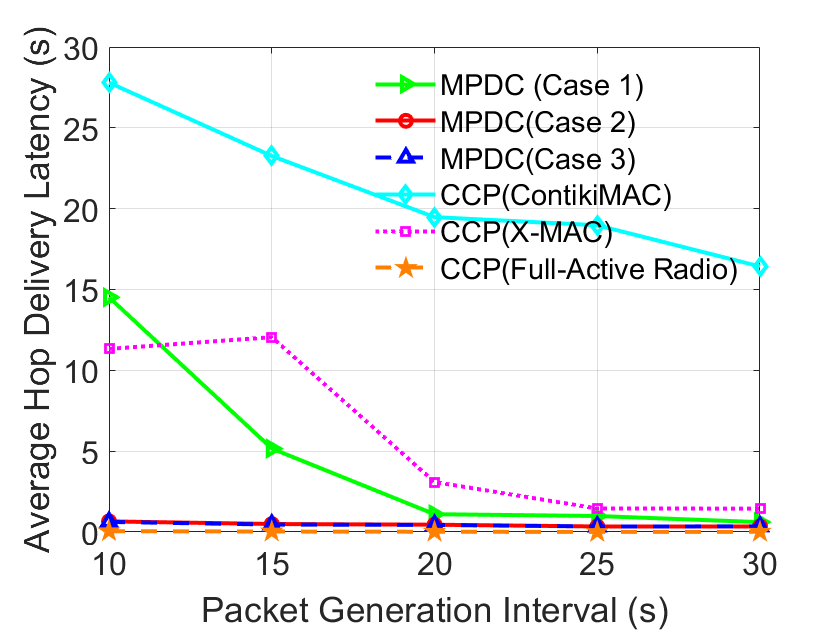 Average Hop Delivery Latency (s)
30
25
20
15
10
5
0
MPDC (Case 1)
MPDC(Case 2)
MPDC(Case 3)
CCP(ContikiMAC)
CCP(X-MAC)
CCP(Full-Active Radio)
10 15 20 25 30
Packet Generation Interval (s)